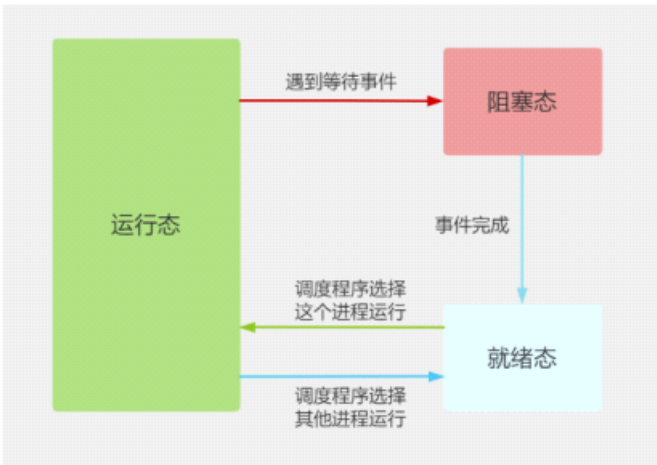 遇到等待事件
阻塞态
运行态
事件完成
调度程序选择
这个进程运行
就绪态
调度程序选择
其他进程运行